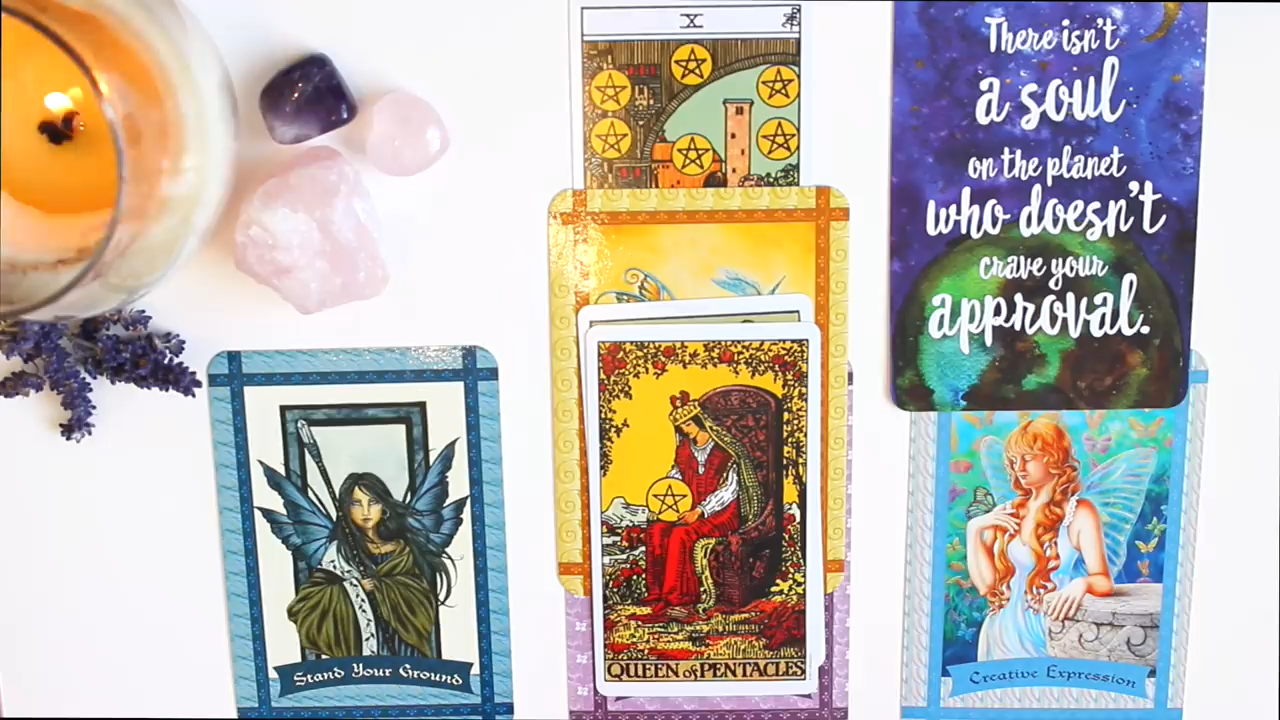 X
There isn't
a soul
on the planet
who doesn't
crave your
approval.
Stand Your Ground
QUEEN of PENTACLES
Creative Expression